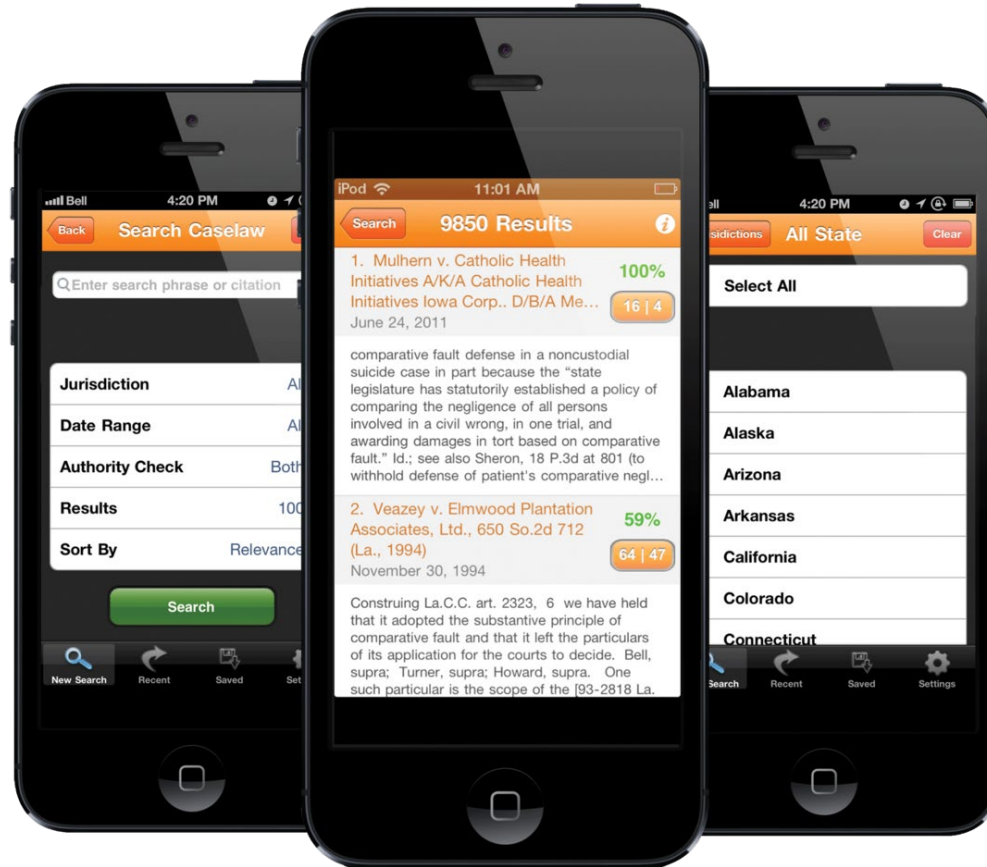 Bell
4:20 PM
Back
Search Caselaw
Enter search phrase or citation
Jurisdiction
Date Range
Authority Check
Both
Results
100
Sort By
Relevance
Search
New Search
Recent
Saved
iPod
11:01 AM
Search
9850 Results
1. Mulhern v. Catholic Health
Initiatives A/K/A Catholic Health
Initiatives Iowa Corp.. D/B/A Me...
June 24, 2011
100%
16 | 4
comparative fault defense in a noncustodial
suicide case in part because the “state
legislature has statutorily established a policy of
comparing the negligence of all persons
involved in a civil wrong, in one trial, and
awarding damages in tort based on comparative
fault.” Id.; see also Sheron, 18 P.3d at 801 (to
withhold defense of patient's comparative negl...
2. Veazey v. Elmwood Plantation
Associates, Ltd., 650 So.2d 712
(La., 1994)
November 30, 1994
59%
64 | 47
Construing La.C.C. art. 2323, 6 we have held
that it adopted the substantive principle of
comparative fault and that it left the particulars
of its application for the courts to decide. Bell,
supra; Turner, supra; Howard, supra. One
such particular is the scope of the [93-2818 La.
4:20 PM
All State
Clear
Select All
Alabama
Alaska
Arizona
Arkansas
California
Colorado
Connecticut
Search
Recent
Saved
Settings